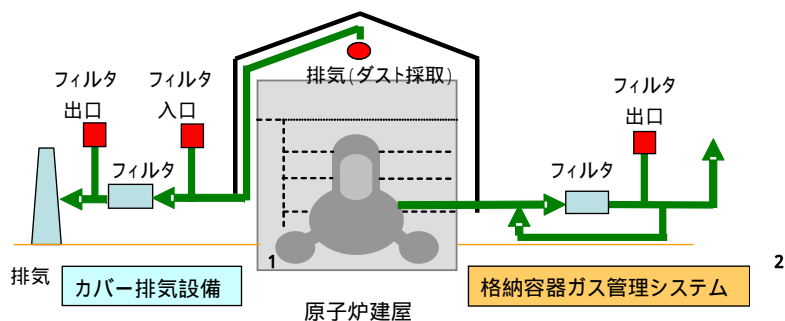 排気(ダスト採取)
フィルタ
出口
フィルタ
入口
フィルタ
出口
フィルタ
フィルタ
1
2
排気
カバー排気設備
格納容器ガス管理システム
原子炉建屋